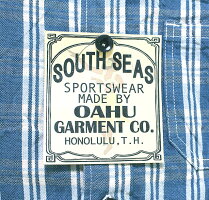 SOUTH SEAS
SPORTSWEAR
MADE BY
OAHU
GARMENT CO.
HONOLULU, T.H.